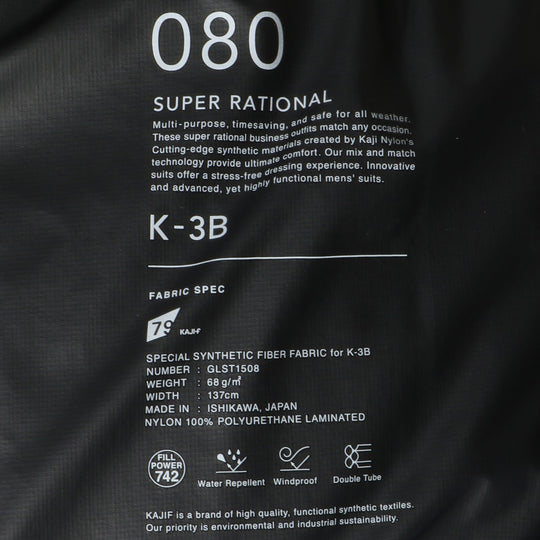 080
SUPER RATIONAL
Multi-purpose, timesaving, and safe for all weather.
These super rational business outfits match any occasion.
Cutting-edge synthetic materials created by Kaji Nylon's
technology provide ultimate comfort. Our mix and match
suits offer a stress-free dressing experience. Innovative
and advanced, yet highly functional mens' suits.
K-3B
FABRIC SPEC
79 KAJI-F
SPECIAL SYNTHETIC FIBER FABRIC for K-3B
NUMBER : GLST1508
WEIGHT : 68 g/㎡
WIDTH : 137cm
MADE IN : ISHIKAWA, JAPAN
NYLON 100% POLYURETHANE LAMINATED
FILL
POWER
742
Water Repellent Windproof Double Tube
KAJIF is a brand of high quality, functional synthetic textiles.
Our priority is environmental and industrial sustainability.